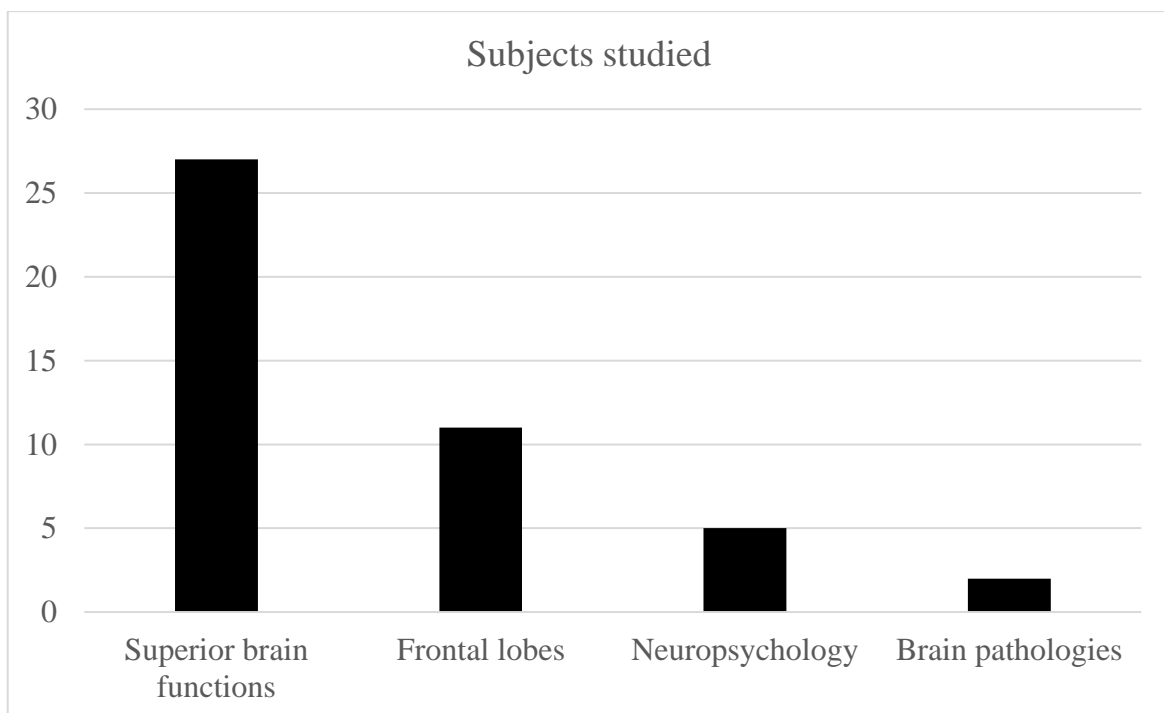 Subjects studied
30
25
20
15
10
5
0
Superior brain
functions
Frontal lobes
Neuropsychology
Brain pathologies